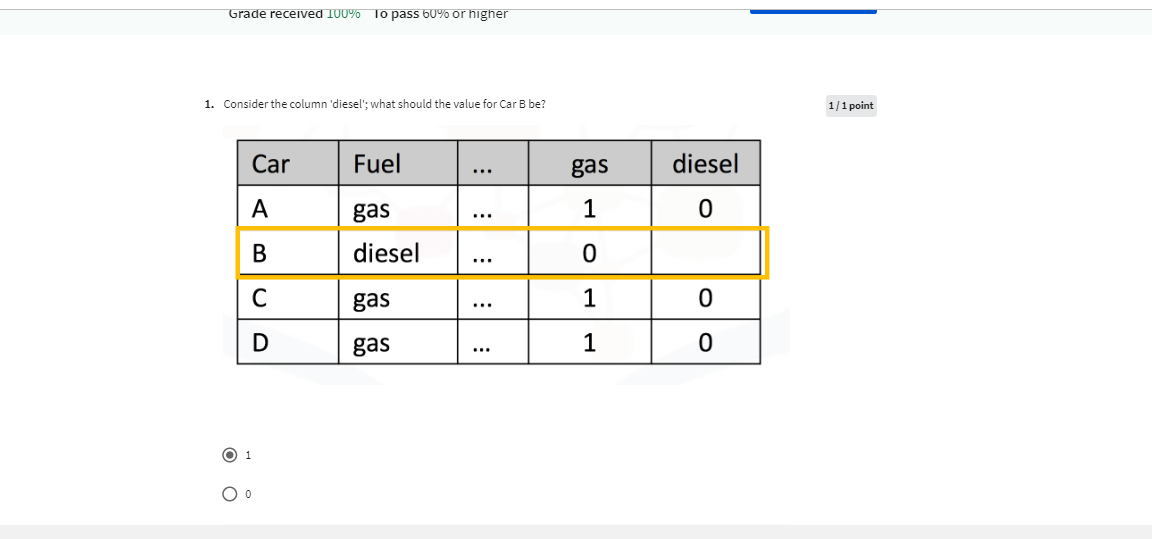 Grade received 100% To pass 60% or higher
1. Consider the column 'diesel'; what should the value for Car B be?
1 / 1 point
Car Fuel ... gas diesel
A gas ... 1 0
B diesel ... 0
C gas ... 1 0
D gas ... 1 0
1
0